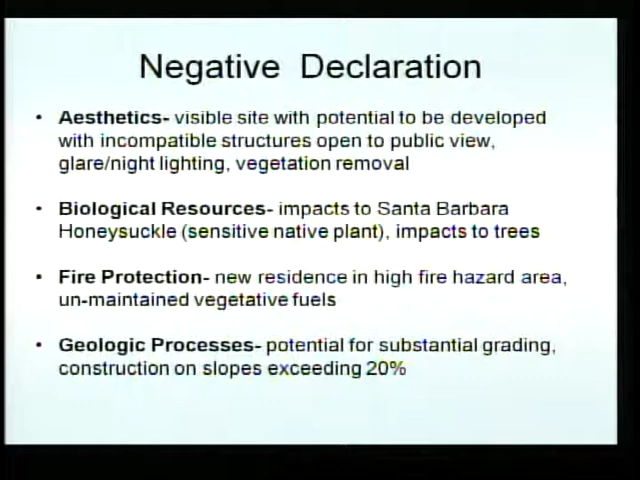 Negative Declaration
• Aesthetics- visible site with potential to be developed
with incompatible structures open to public view,
glare/night lighting, vegetation removal
• Biological Resources- impacts to Santa Barbara
Honeysuckle (sensitive native plant), impacts to trees
• Fire Protection- new residence in high fire hazard area,
un-maintained vegetative fuels
• Geologic Processes- potential for substantial grading,
construction on slopes exceeding 20%